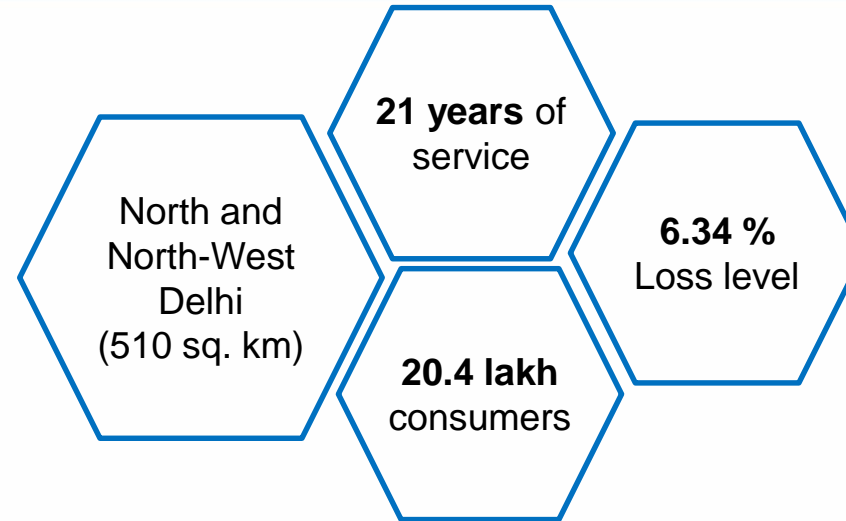 North and
North-West
Delhi
(510 sq. km)
21 years of
service
20.4 lakh
consumers
6.34 %
Loss level